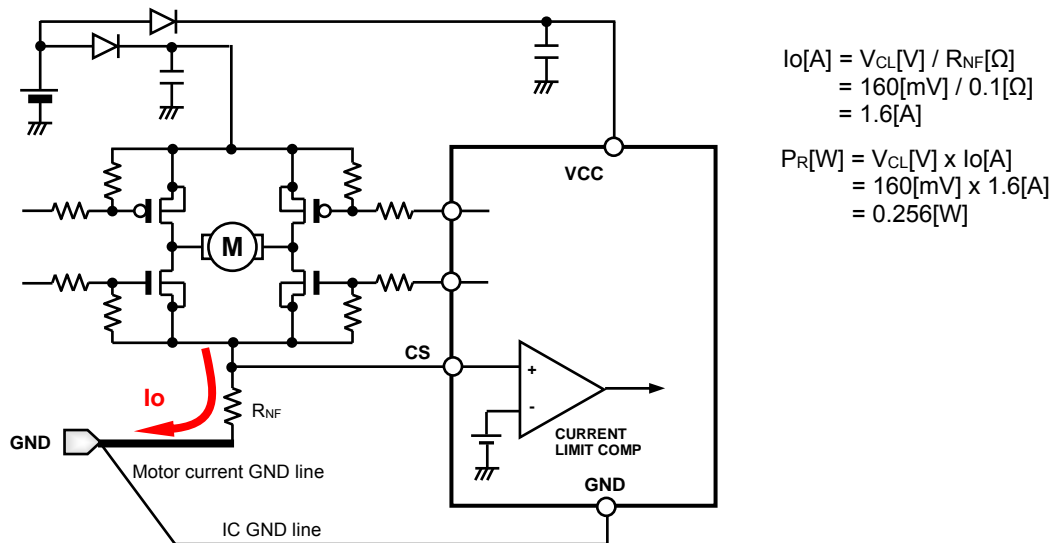 Io[A] = VCL[V] / RNF[Ω]
= 160[mV] / 0.1[Ω]
= 1.6[A]
PR[W] = VCL[V] x Io[A]
= 160[mV] x 1.6[A]
= 0.256[W]
VCC
M
CS
+
-
Io
RNF
CURRENT
LIMIT COMP
GND
Motor current GND line
GND
IC GND line